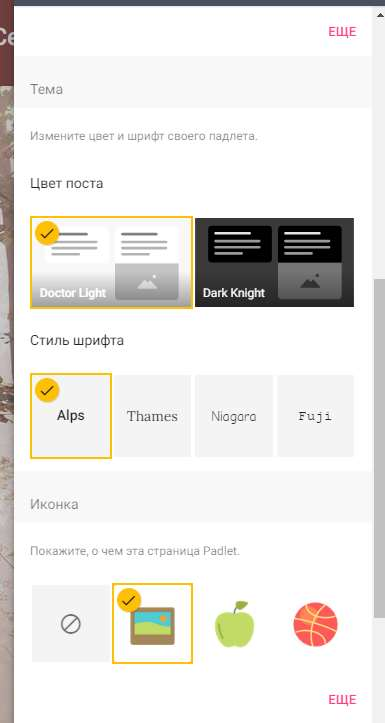 Се
ЕЩЕ
Тема
Измените цвет и шрифт своего падлета.
Цвет поста
Doctor Light
Dark Knight
Стиль шрифта
Alps
Thames
Niagara
Fuji
Иконка
Покажите, о чем эта страница Padlet.
ЕЩЕ